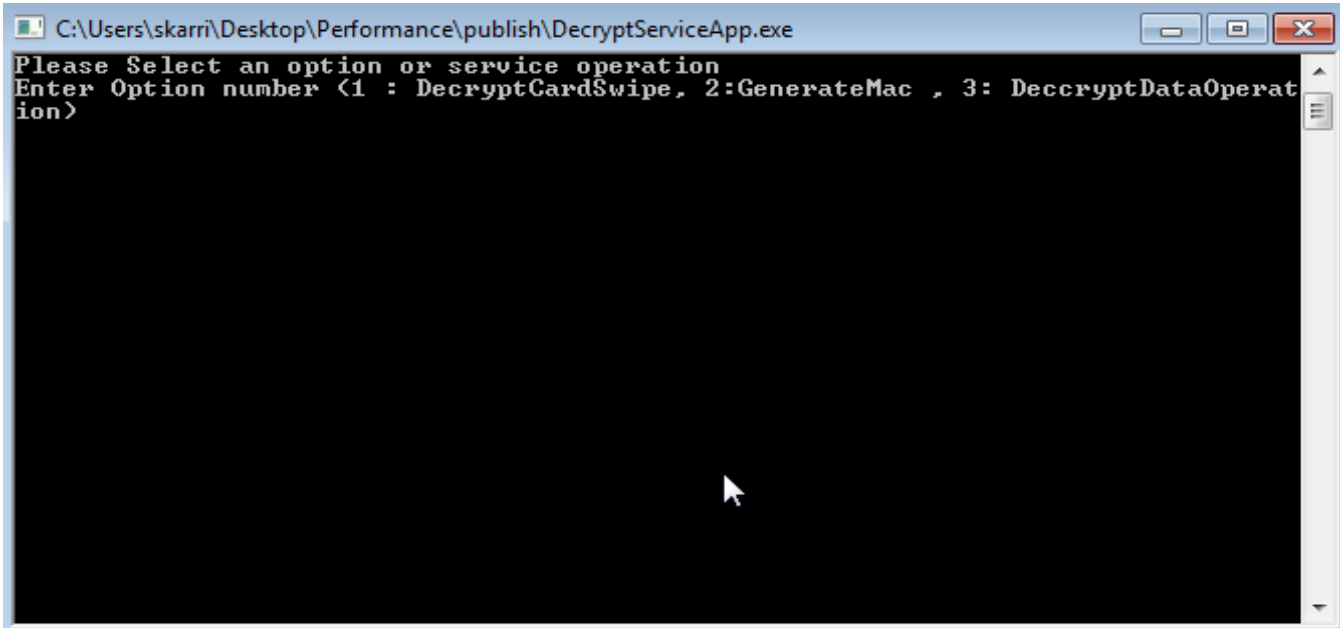 C:\Users\skarri\Desktop\Performance\publish\DecryptServiceApp.exe
Please Select an option or service operation
Enter Option number (1 : DecryptCardSwipe, 2:GenerateMac , 3: DeccryptDataOperat
ion)